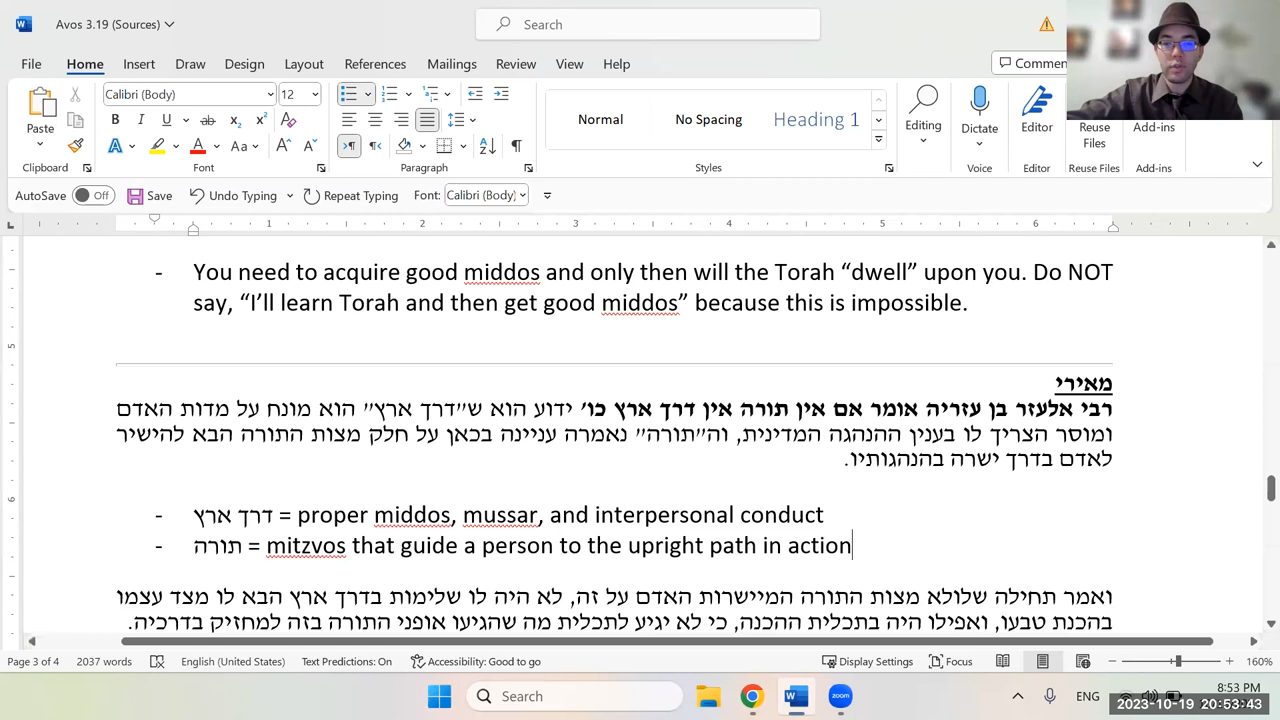 Avos 3.19 (Sources)
Search
File Home Insert Draw Design Layout References Mailings Review View Help
Calibri (Body) 12
Normal No Spacing Heading 1
Paste Editing Dictate Editor Reuse Files Add-ins
Clipboard Font Paragraph Styles Voice Editor Reuse Files Add-ins
AutoSave Off Save Undo Typing Repeat Typing Font: Calibri (Body)
1 2 3 4 5 6
- You need to acquire good middos and only then will the Torah “dwell” upon you. Do NOT
say, “I’ll learn Torah and then get good middos” because this is impossible.
מאירי
רבי אלעזר בן עזריה אומר אם אין תורה אין דרך ארץ כו' ידוע הוא ש"דרך ארץ" הוא מונח על מדות האדם
ומוסר הצריך לו בענין ההנהגה המדינית, וה"תורה" נאמרה עניינה בכאן על חלק מצות התורה הבא להישיר
לאדם בדרך ישרה בהנהגותיו.
- דרך ארץ = proper middos, mussar, and interpersonal conduct
- תורה = mitzvos that guide a person to the upright path in action
ואמר תחילה שלולא מצות התורה המיישרות האדם על זה, לא היה לו שלימות בדרך ארץ הבא לו מצד עצמו
בהכנת טבעו, ואפילו היה בתכלית ההכנה, כי לא יגיע לתכלית מה שהגיעו אופני התורה בזה למחזיק בדרכיה.
Page 3 of 4 2037 words English (United States) Text Predictions: On Accessibility: Good to go Display Settings Focus 160%
Search zoom ENG 8:53 PM
2023-10-19 20:53:43